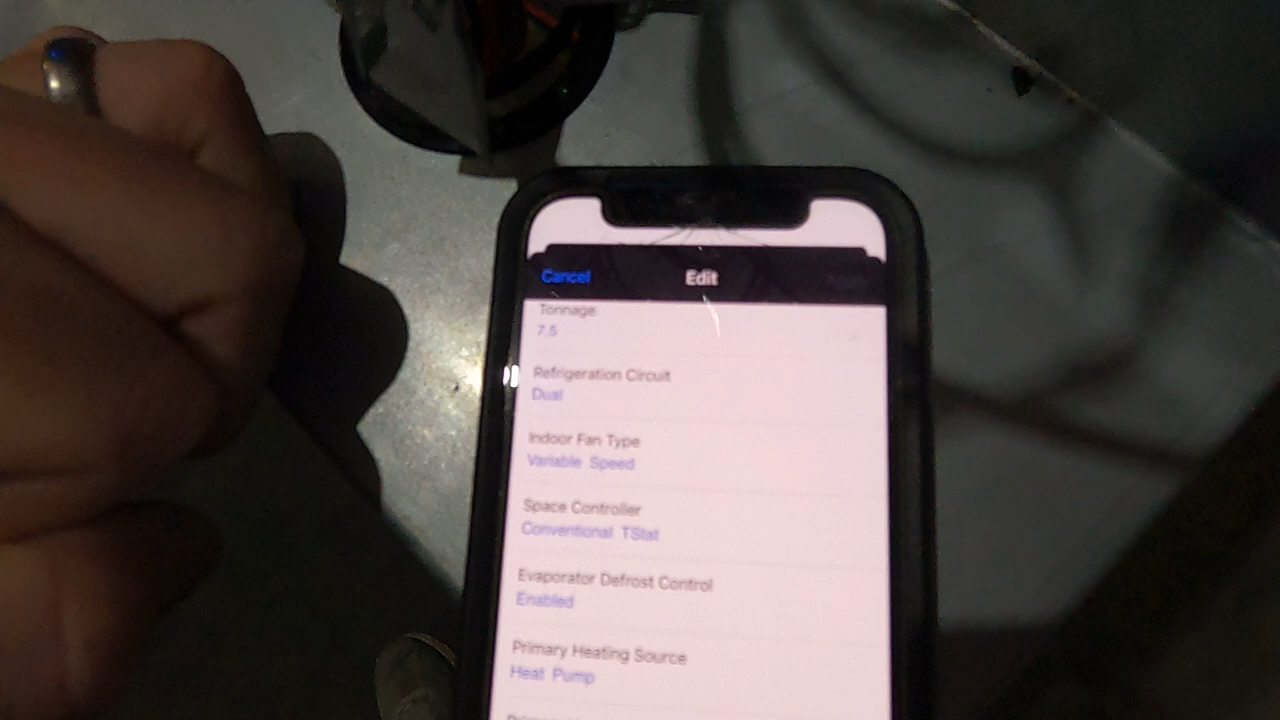 Cancel
Edit
Tonnage
7.5
Refrigeration Circuit
Dual
Indoor Fan Type
Variable Speed
Space Controller
Conventional TStat
Evaporator Defrost Control
Enabled
Primary Heating Source
Heat Pump